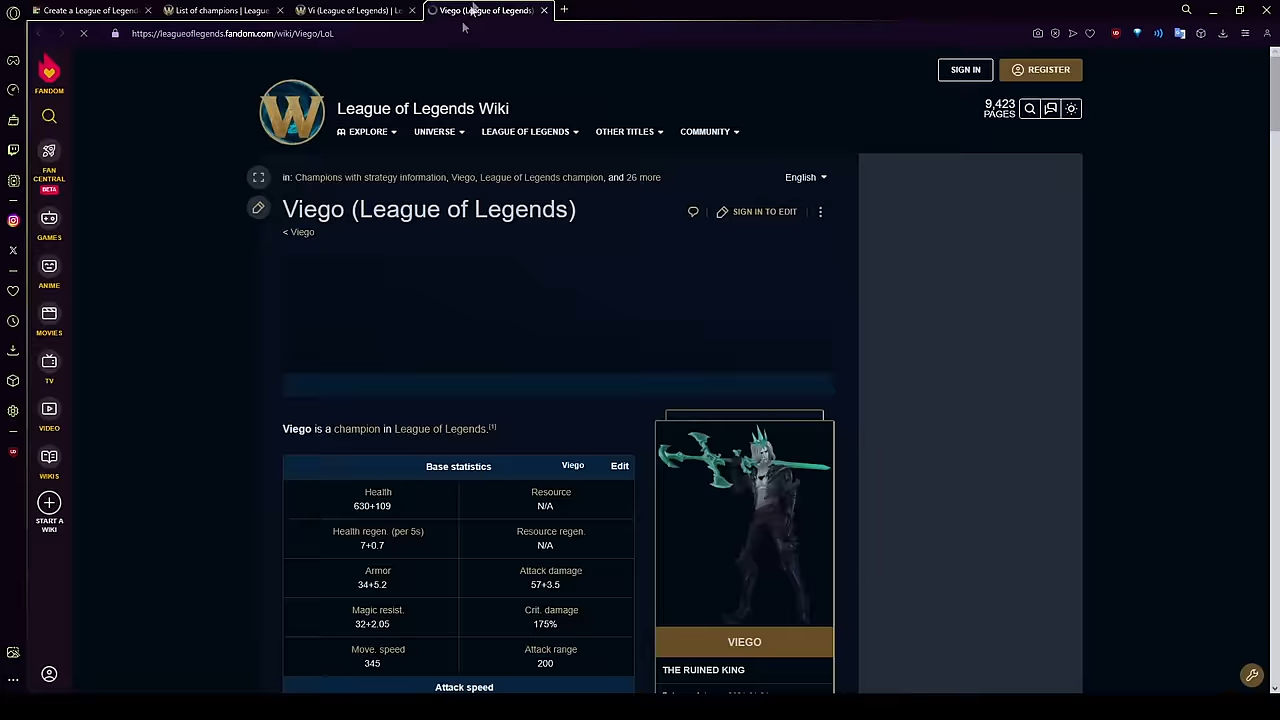 Create a League of Legend
List of champions | League
Vi (League of Legends) | Le
Viego (League of Legends)
https://leagueoflegends.fandom.com/wiki/Viego/LoL
FANDOM
FAN
CENTRAL
BETA
GAMES
ANIME
MOVIES
TV
VIDEO
WIKIS
START A
WIKI
SIGN IN
REGISTER
W
League of Legends Wiki
EXPLORE
UNIVERSE
LEAGUE OF LEGENDS
OTHER TITLES
COMMUNITY
9,423
PAGES
in: Champions with strategy information, Viego, League of Legends champion, and 26 more
English
Viego (League of Legends)
SIGN IN TO EDIT
< Viego
Viego is a champion in League of Legends.[1]
Base statistics
Viego
Edit
Health
630+109
Resource
N/A
Health regen. (per 5s)
7+0.7
Resource regen.
N/A
Armor
34+5.2
Attack damage
57+3.5
Magic resist.
32+2.05
Crit. damage
175%
Move. speed
345
Attack range
200
Attack speed
VIEGO
THE RUINED KING